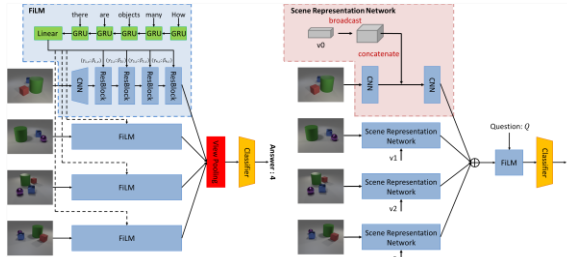 FiLM
there are objects many How
Linear GRU GRU GRU GRU GRU
CNN ResBlock ResBlock ResBlock ResBlock
FiLM
FiLM
FiLM
View Pooling
Classifier
Answer: 4
Scene Representation Network
broadcast
v0
concatenate
CNN CNN
Scene Representation
Network
v1
Scene Representation
Network
v2
Scene Representation
Network
Question: Q
FiLM
Classifier